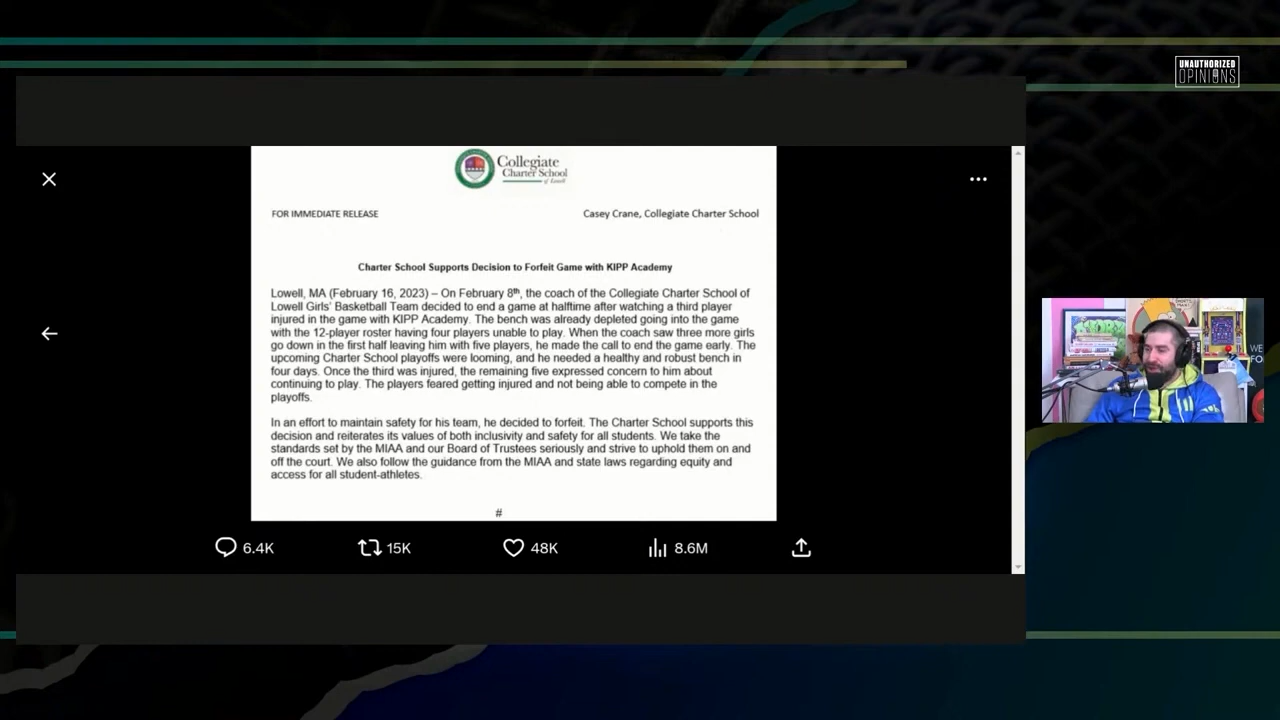 UNAUTHORIZED
OPINIONS
Collegiate
Charter School
of Lowell
FOR IMMEDIATE RELEASE
Casey Crane, Collegiate Charter School
Charter School Supports Decision to Forfeit Game with KIPP Academy
Lowell, MA (February 16, 2023) – On February 8th, the coach of the Collegiate Charter School of
Lowell Girls' Basketball Team decided to end a game at halftime after watching a third player
injured in the game with KIPP Academy. The bench was already depleted going into the game
with the 12-player roster having four players unable to play. When the coach saw three more girls
go down in the first half leaving him with five players, he made the call to end the game early. The
upcoming Charter School playoffs were looming, and he needed a healthy and robust bench in
four days. Once the third was injured, the remaining five expressed concern to him about
continuing to play. The players feared getting injured and not being able to compete in the
playoffs.
In an effort to maintain safety for his team, he decided to forfeit. The Charter School supports this
decision and reiterates its values of both inclusivity and safety for all students. We take the
standards set by the MIAA and our Board of Trustees seriously and strive to uphold them on and
off the court. We also follow the guidance from the MIAA and state laws regarding equity and
access for all student-athletes.
#
6.4K 15K 48K 8.6M
WE
FO